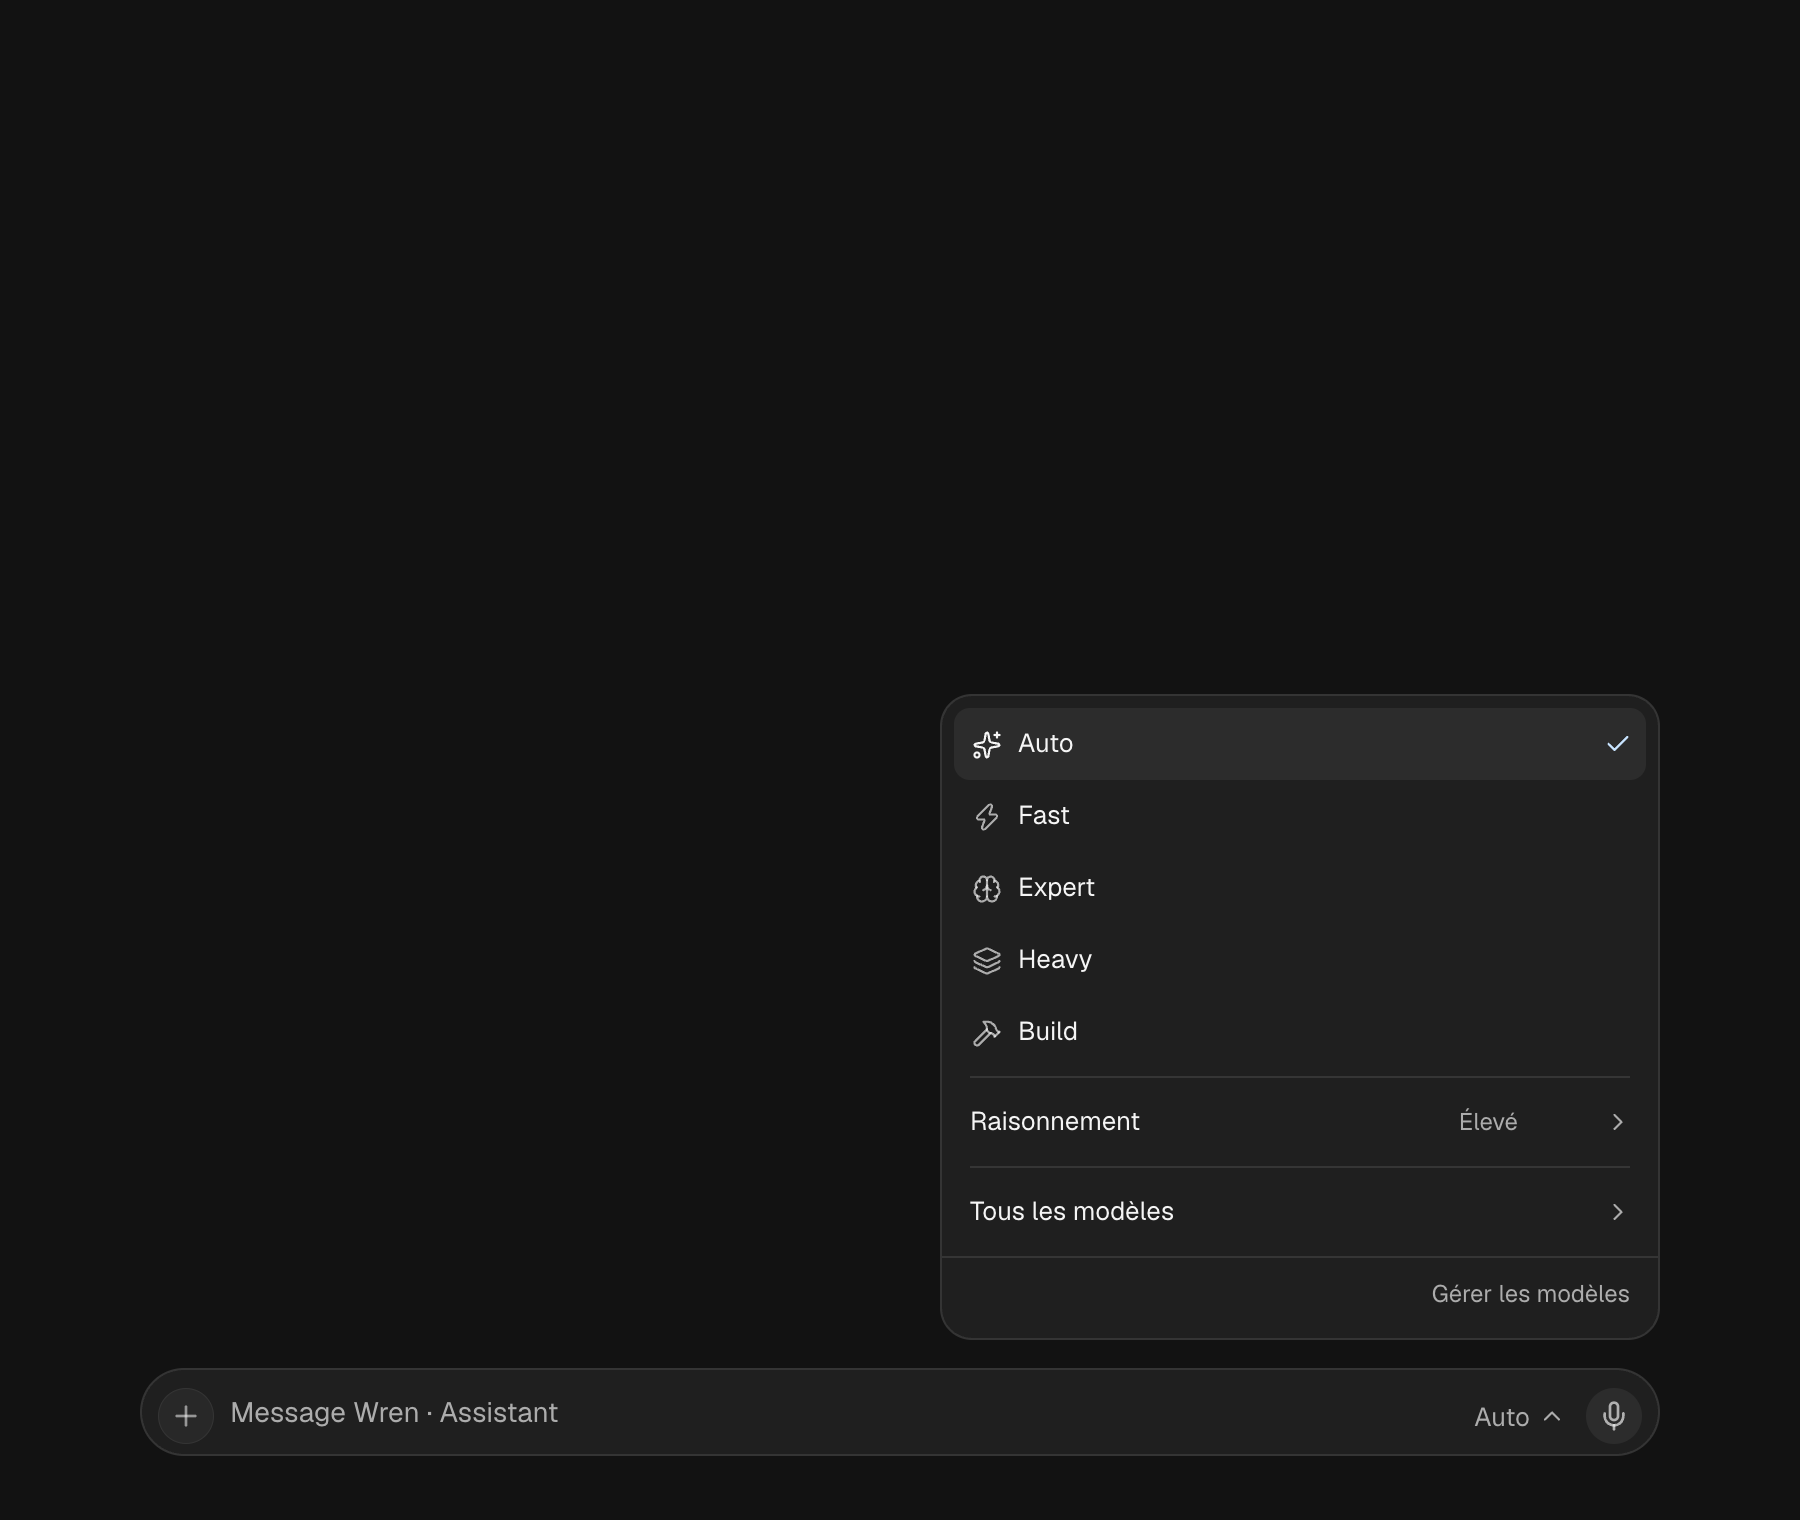 Auto
Fast
Expert
Heavy
Build
Raisonnement Élevé
Tous les modèles
Gérer les modèles
Message Wren · Assistant Auto